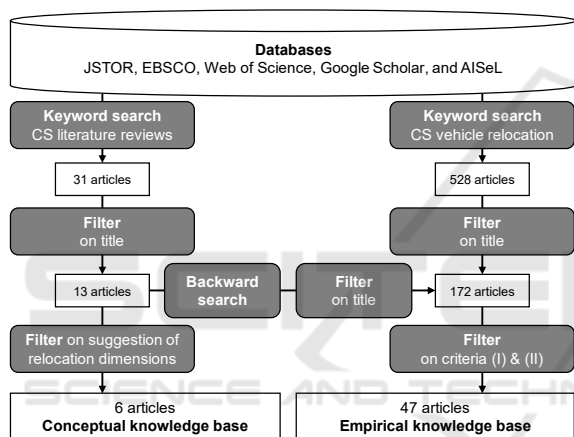 Databases
JSTOR, EBSCO, Web of Science, Google Scholar, and AISeL
Keyword search
CS literature reviews
Keyword search
CS vehicle relocation
31 articles
528 articles
Filter
on title
Filter
on title
13 articles
Backward
search
Filter
on title
172 articles
Filter on suggestion of
relocation dimensions
Filter
on criteria (I) & (II)
SCIENCE AND TECHN
6 articles
Conceptual knowledge base
47 articles
Empirical knowledge base